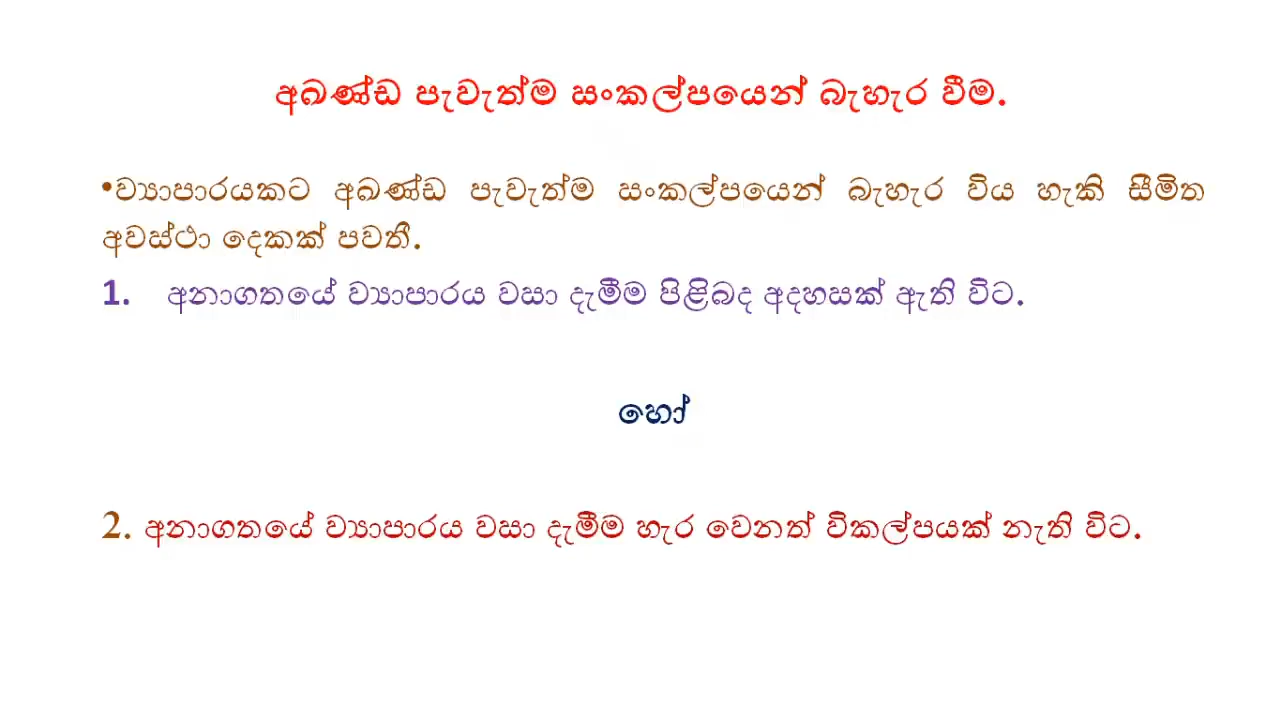 අඛණ්ඩ පැවැත්ම සංකල්පයෙන් බැහැර වීම.
•ව්‍යාපාරයකට අඛණ්ඩ පැවැත්ම සංකල්පයෙන් බැහැර විය හැකි සීමිත
අවස්ථා දෙකක් පවතී.
1. අනාගතයේ ව්‍යාපාරය වසා දැමීම පිළිබද අදහසක් ඇති විට.
හෝ
2. අනාගතයේ ව්‍යාපාරය වසා දැමීම හැර වෙනත් විකල්පයක් නැති විට.